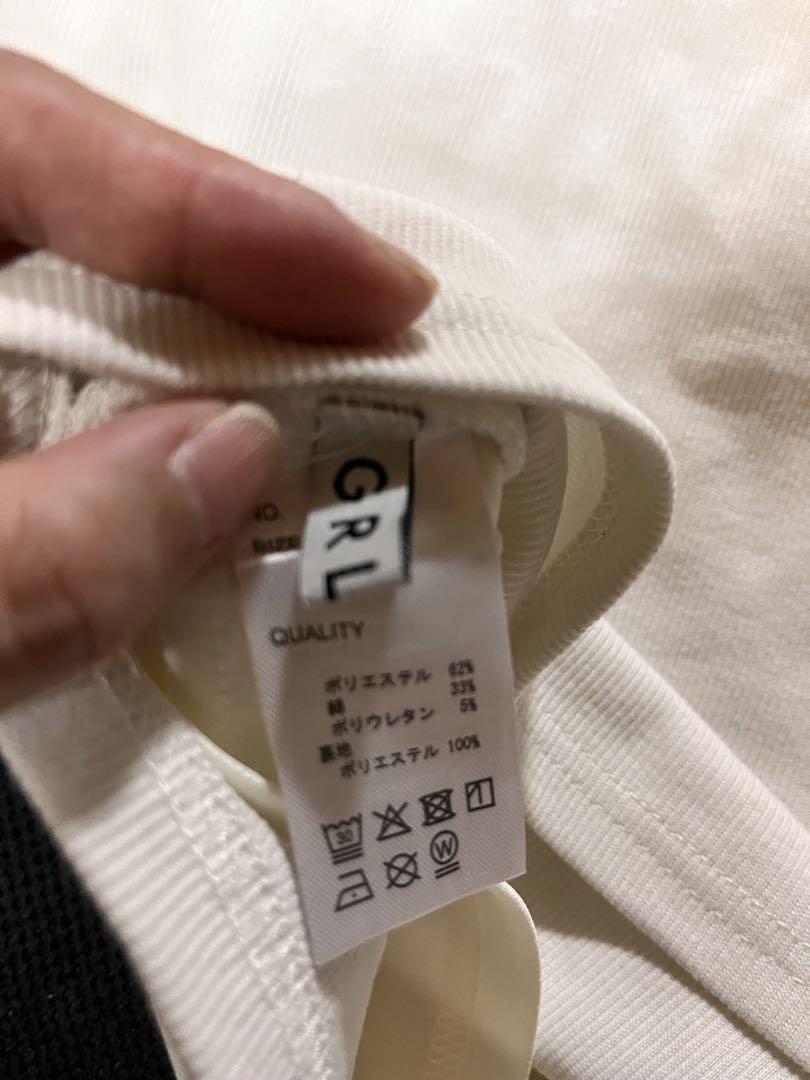 GRL
NO.
SIZE
QUALITY
ポリエステル 62%
綿 33%
ポリウレタン 5%
裏地
ポリエステル 100%
30
W